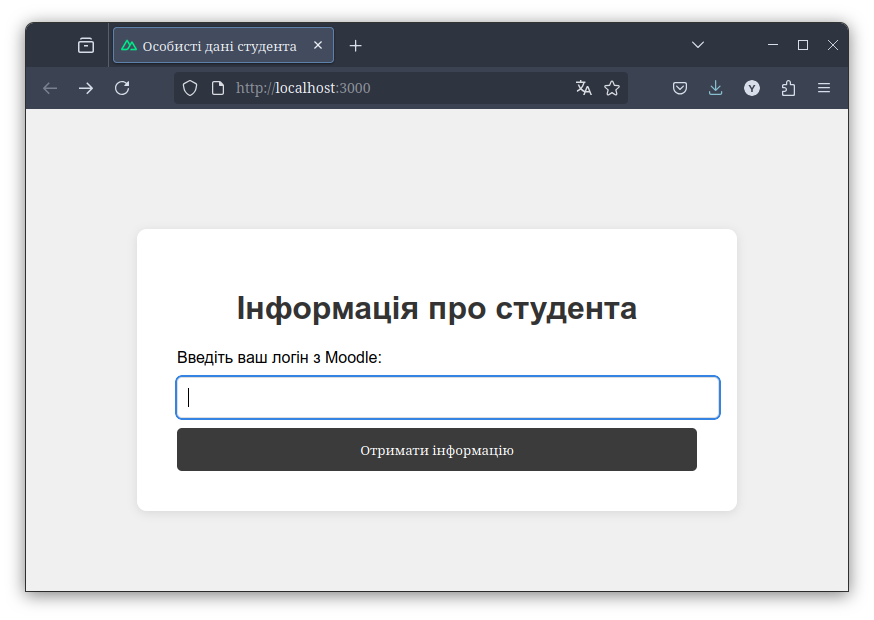 Особисті дані студента
http://localhost:3000
Y
Інформація про студента
Введіть ваш логін з Moodle:
Отримати інформацію